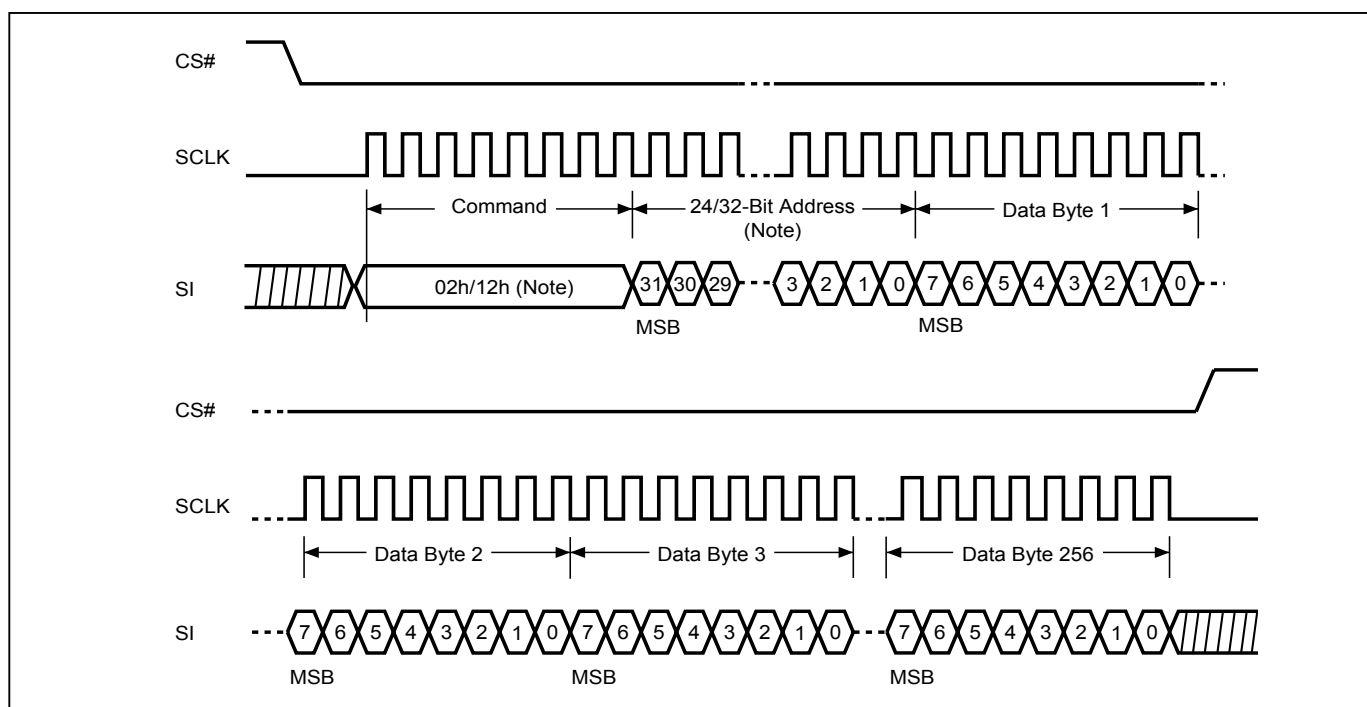 CS#
SCLK
Command
24/32-Bit Address
(Note)
Data Byte 1
SI
02h/12h (Note)
31 30 29 3 2 1 0 7 6 5 4 3 2 1 0
MSB
MSB
CS#
SCLK
Data Byte 2
Data Byte 3
Data Byte 256
SI
7 6 5 4 3 2 1 0 7 6 5 4 3 2 1 0 7 6 5 4 3 2 1 0
MSB
MSB
MSB